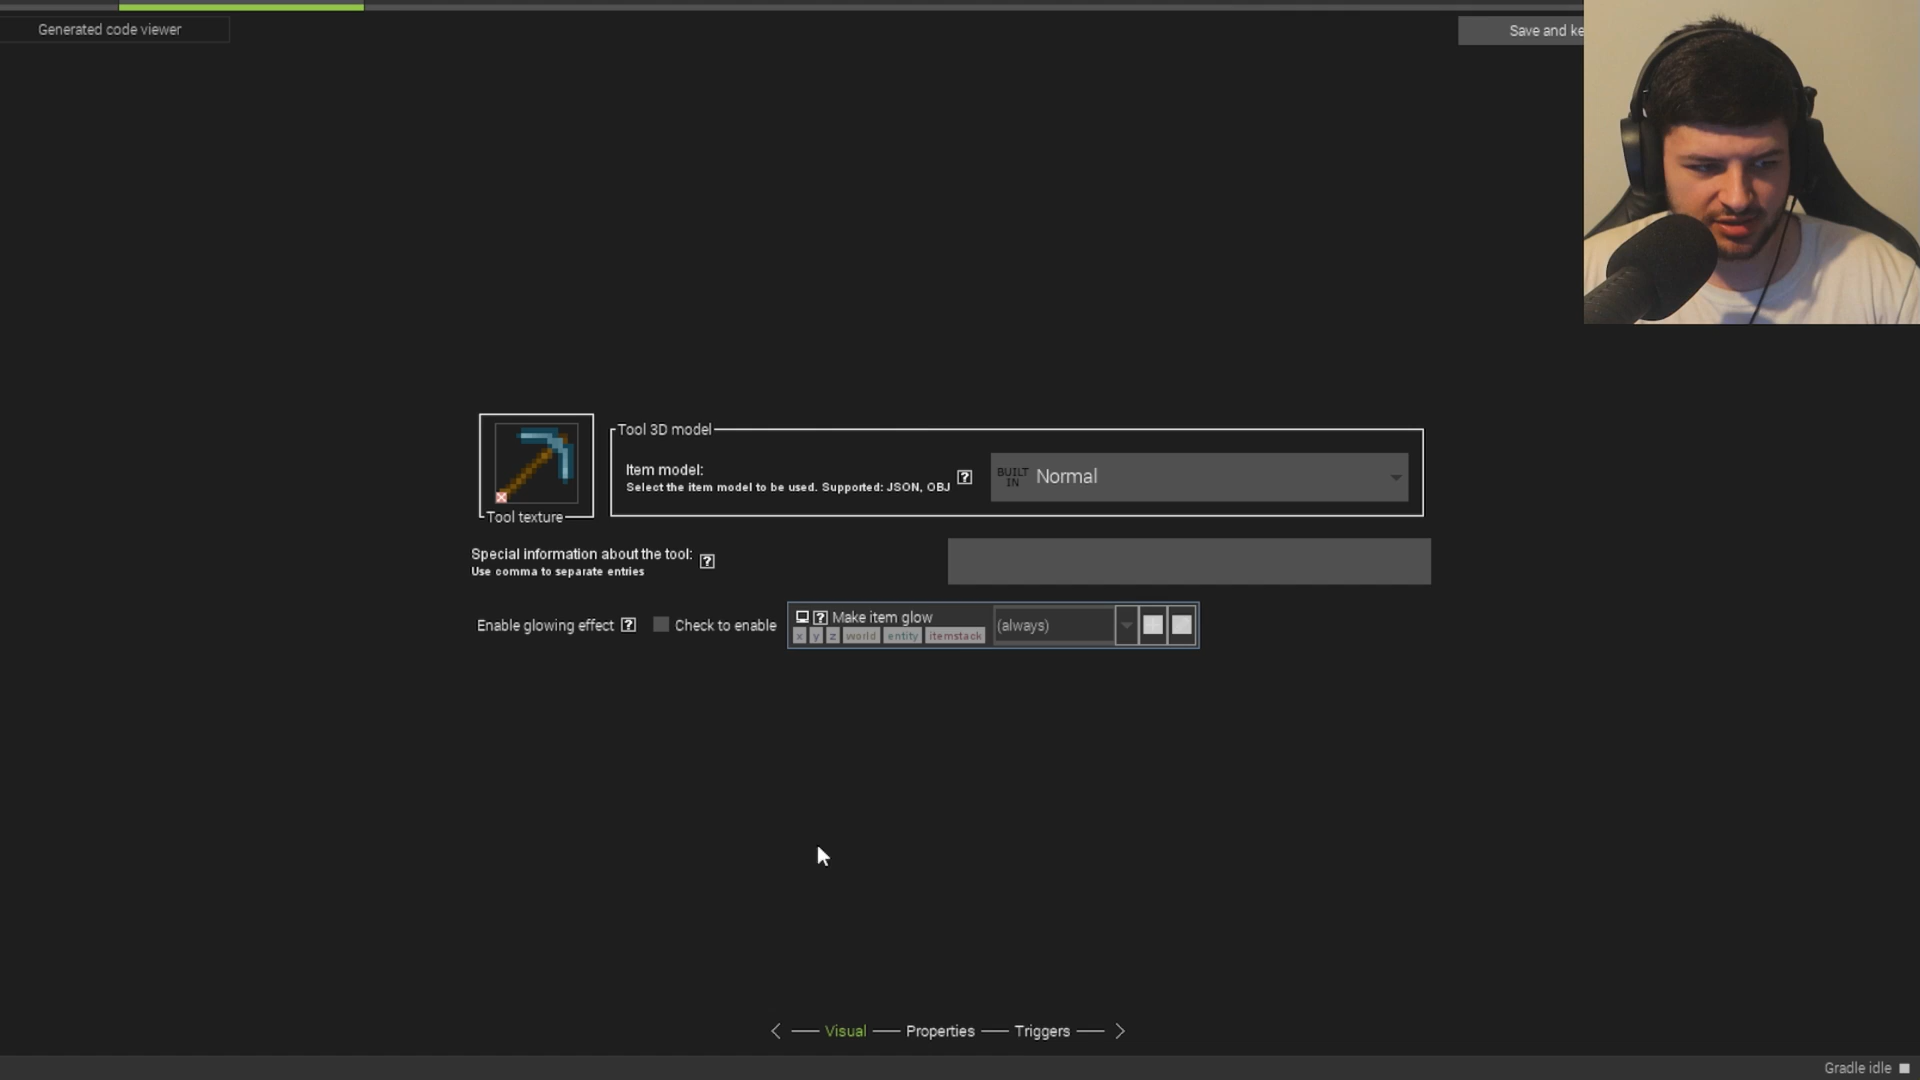 Generated code viewer
Save and ke
Tool 3D model
Item model:
Select the item model to be used. Supported: JSON, OBJ
?
BUILT IN
Normal
Tool texture
Special information about the tool:
Use comma to separate entries
?
Enable glowing effect ?
Check to enable
? Make item glow
x y z world entity itemstack
(always)
Visual
Properties
Triggers
Gradle idle